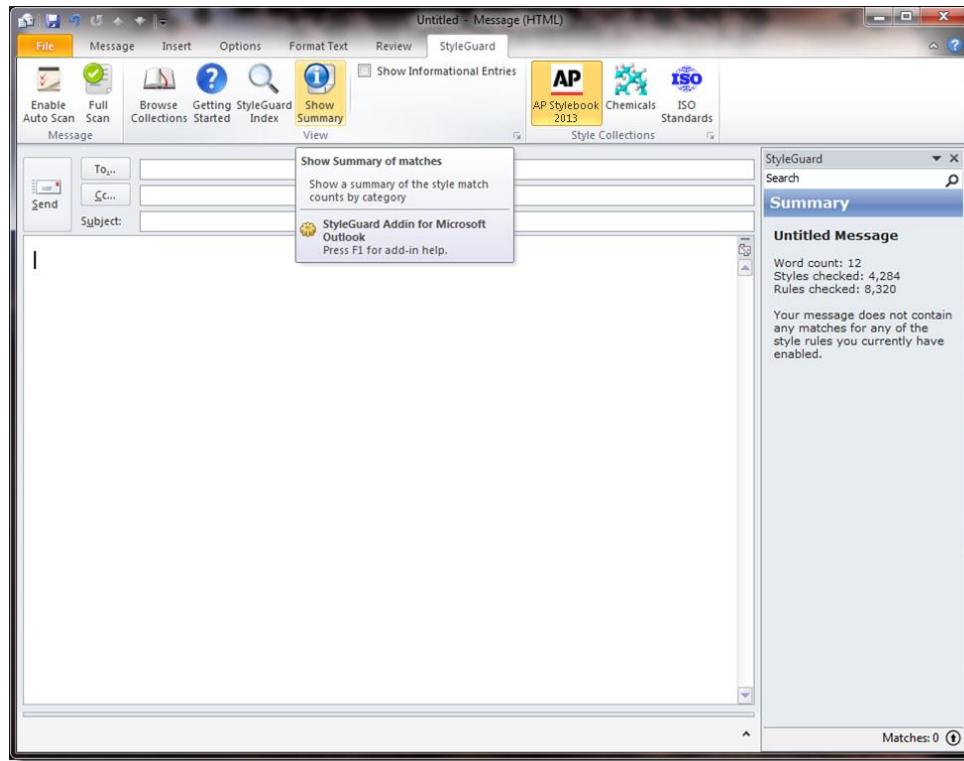 Untitled - Message (HTML)
File Message Insert Options Format Text Review StyleGuard
Enable Auto Scan
Full Scan
Browse Collections
Getting Started
StyleGuard Index
Show Summary
Show Informational Entries
AP
AP Stylebook 2013
Chemicals
ISO
ISO Standards
Message View Style Collections
Show Summary of matches
Show a summary of the style match
counts by category
StyleGuard Addin for Microsoft
Outlook
Press F1 for add-in help.
Send
To...
Cc...
Subject:
StyleGuard
Search
Summary
Untitled Message
Word count: 12
Styles checked: 4,284
Rules checked: 8,320
Your message does not contain
any matches for any of the
style rules you currently have
enabled.
Matches: 0